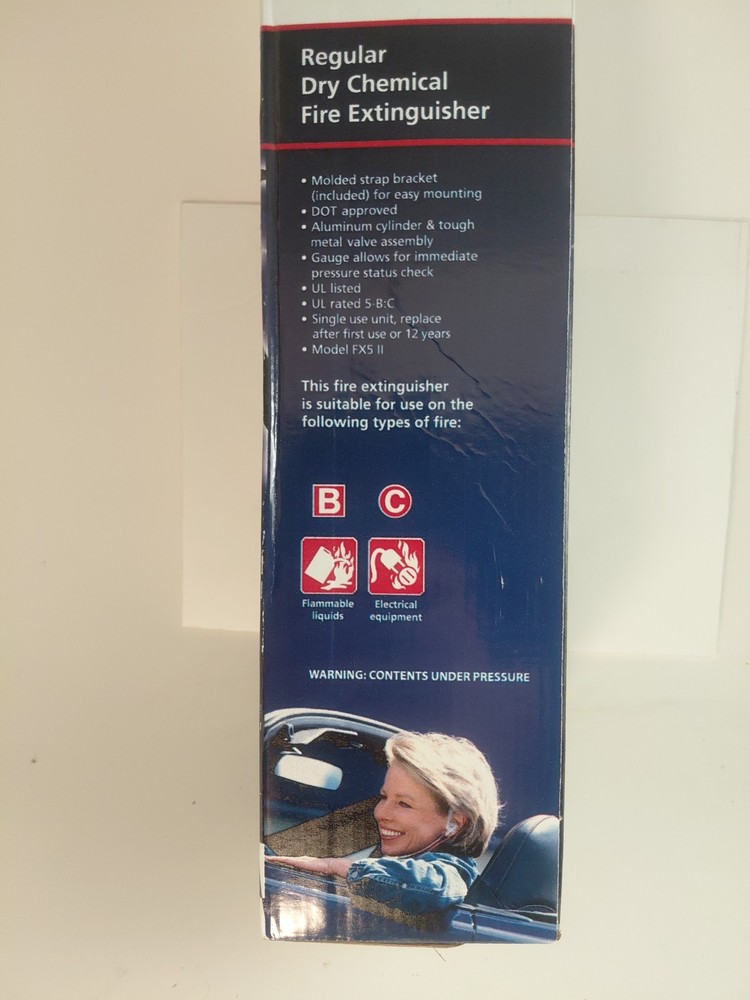 Regular
Dry Chemical
Fire Extinguisher
• Molded strap bracket
(included) for easy mounting
• DOT approved
• Aluminum cylinder & tough
metal valve assembly
• Gauge allows for immediate
pressure status check
• UL listed
• UL rated 5-B:C
• Single use unit, replace
after first use or 12 years
• Model FX5 II
This fire extinguisher
is suitable for use on the
following types of fire:
B C
Flammable Electrical
liquids equipment
WARNING: CONTENTS UNDER PRESSURE